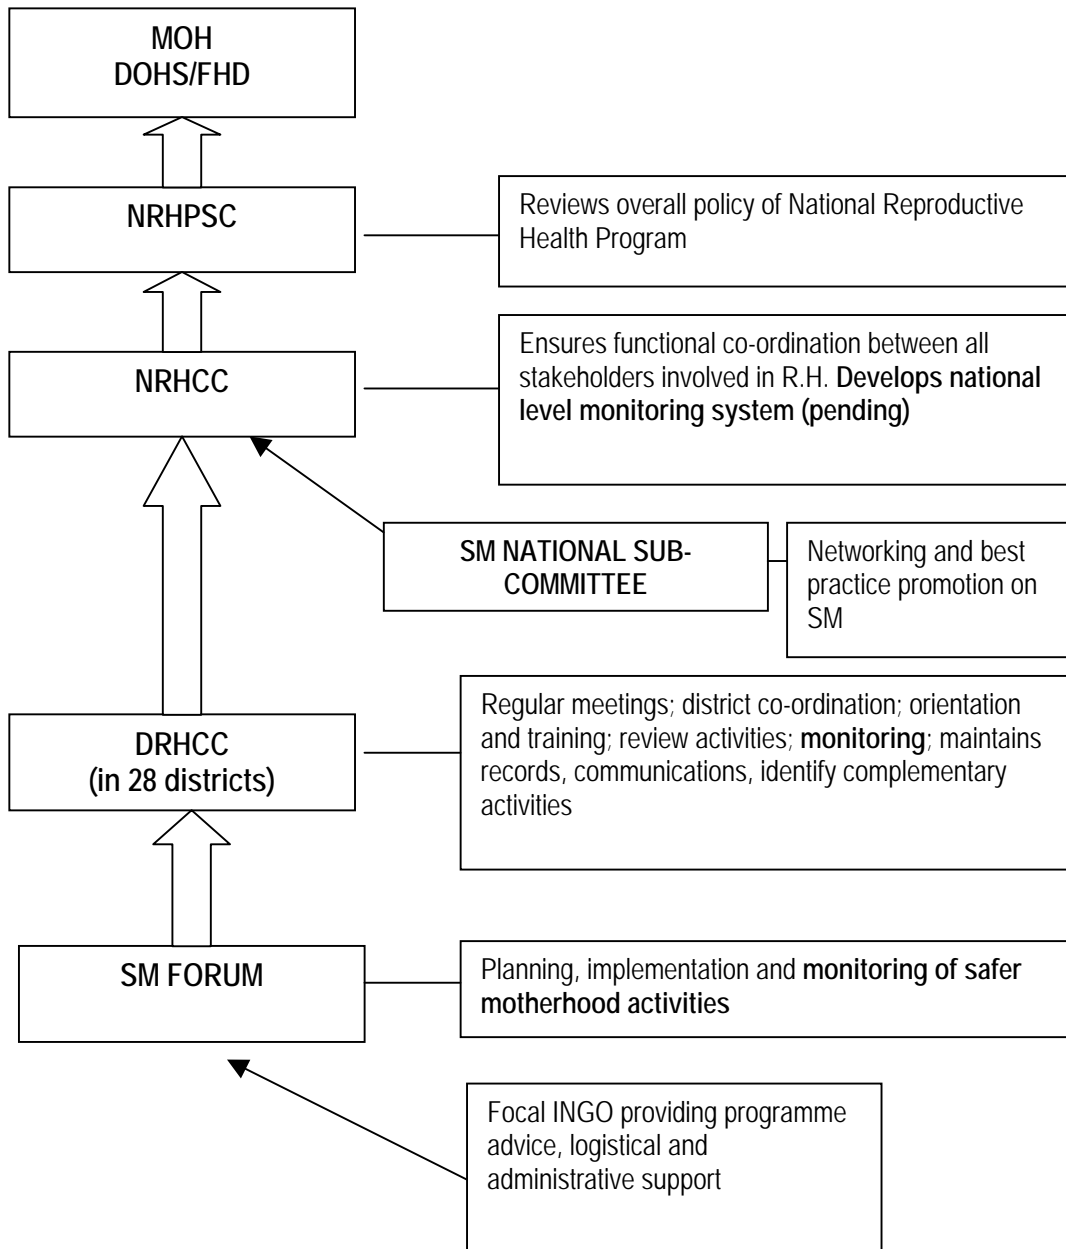 MOH
DOHS/FHD
NRHPSC
Reviews overall policy of National Reproductive
Health Program
NRHCC
Ensures functional co-ordination between all
stakeholders involved in R.H. Develops national
level monitoring system (pending)
SM NATIONAL SUB-
COMMITTEE
Networking and best
practice promotion on
SM
DRHCC
(in 28 districts)
Regular meetings; district co-ordination; orientation
and training; review activities; monitoring; maintains
records, communications, identify complementary
activities
SM FORUM
Planning, implementation and monitoring of safer
motherhood activities
Focal INGO providing programme
advice, logistical and
administrative support